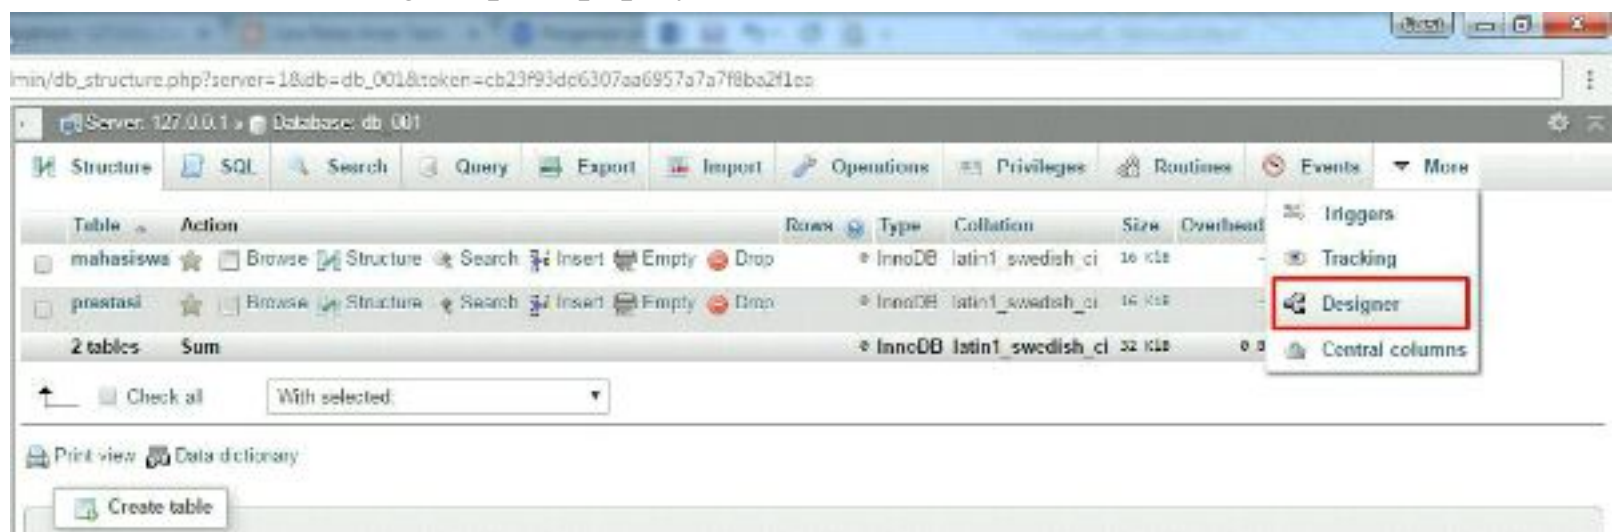 min/db_structure.php?server=1&db=db_001&token=cb23f93dc6307aa6957a7a7f8ba2f1ea
Server: 127.0.0.1 » Database: db_001
Structure SQL Search Query Export Import Operations Privileges Routines Events More
Triggers
Tracking
Designer
Central columns
Table Action Rows Type Collation Size Overhead
mahasiswa Browse Structure Search Insert Empty Drop 0 InnoDB latin1_swedish_ci 16 KiB -
prestasi Browse Structure Search Insert Empty Drop 0 InnoDB latin1_swedish_ci 16 KiB -
2 tables Sum 0 InnoDB latin1_swedish_ci 32 KiB 0 B
Check all With selected:
Print view Data dictionary
Create table